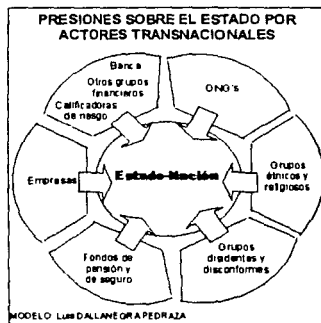 PRESIONES SOBRE EL ESTADO POR
ACTORES TRANSNACIONALES
Banca
Otros grupos
financieros
Calificadoras
de riesgo
ONG's
Empresas
Estado-Nación
Grupos
étnicos y
religiosos
Fondos de
pensión y
de seguro
Grupos
disidentes y
disconformes
MODELO: Luis DALLANEGRA PEDRAZA